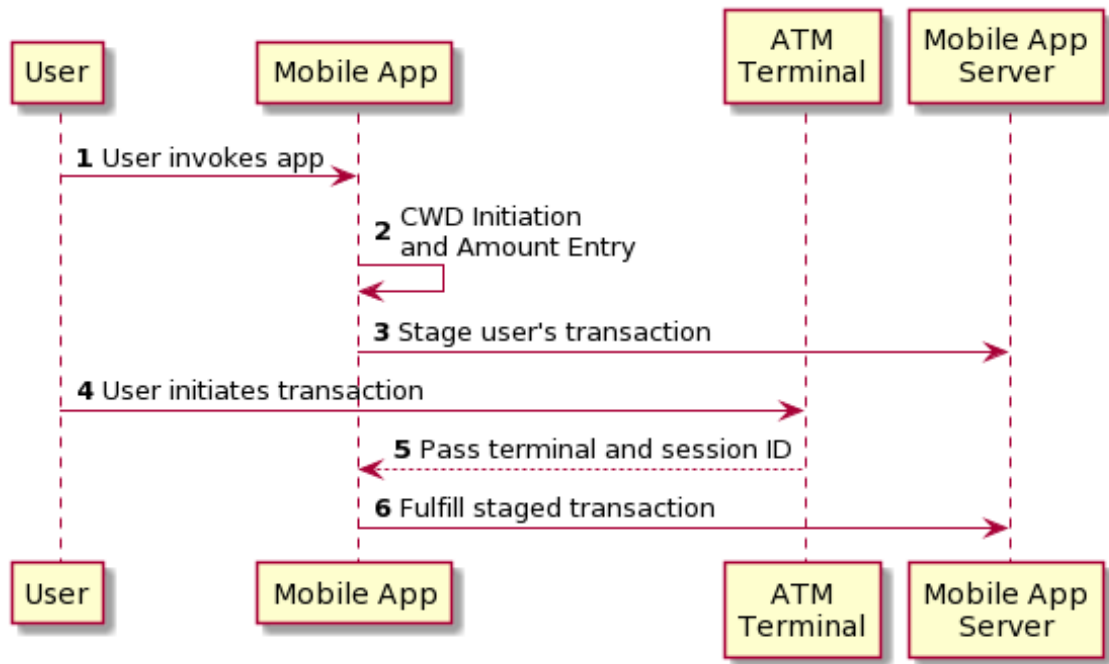 User
Mobile App
ATM
Terminal
Mobile App
Server
1 User invokes app
2 CWD Initiation
and Amount Entry
3 Stage user's transaction
4 User initiates transaction
5 Pass terminal and session ID
6 Fulfill staged transaction
User
Mobile App
ATM
Terminal
Mobile App
Server